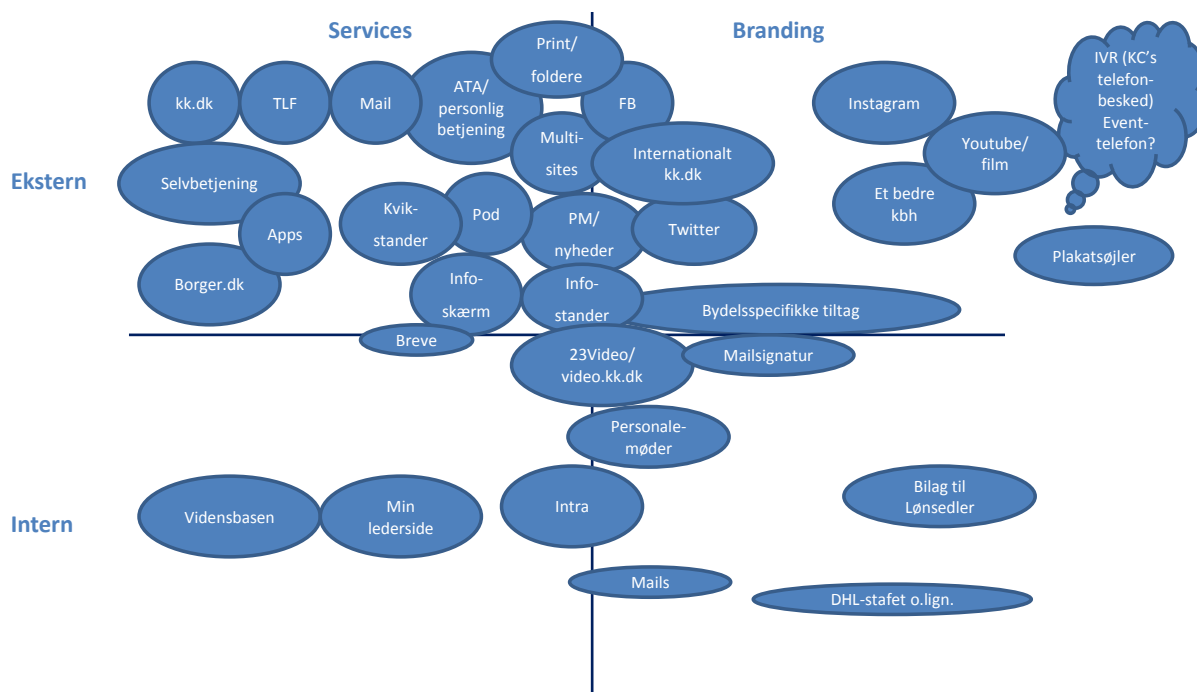 Services
Branding
Ekstern
Intern
kk.dk
TLF
Mail
ATA/
personlig
betjening
Print/
foldere
FB
Multi-
sites
Internationalt
kk.dk
Instagram
Youtube/
film
IVR (KC's
telefon-
besked)
Event-
telefon?
Selvbetjening
Apps
Borger.dk
Kvik-
stander
Pod
PM/
nyheder
Twitter
Et bedre
kbh
Plakatsøjler
Info-
skærm
Info-
stander
Bydelsspecifikke tiltag
Breve
23Video/
video.kk.dk
Mailsignatur
Personale-
møder
Vidensbasen
Min
lederside
Intra
Bilag til
Lønsedler
Mails
DHL-stafet o.lign.